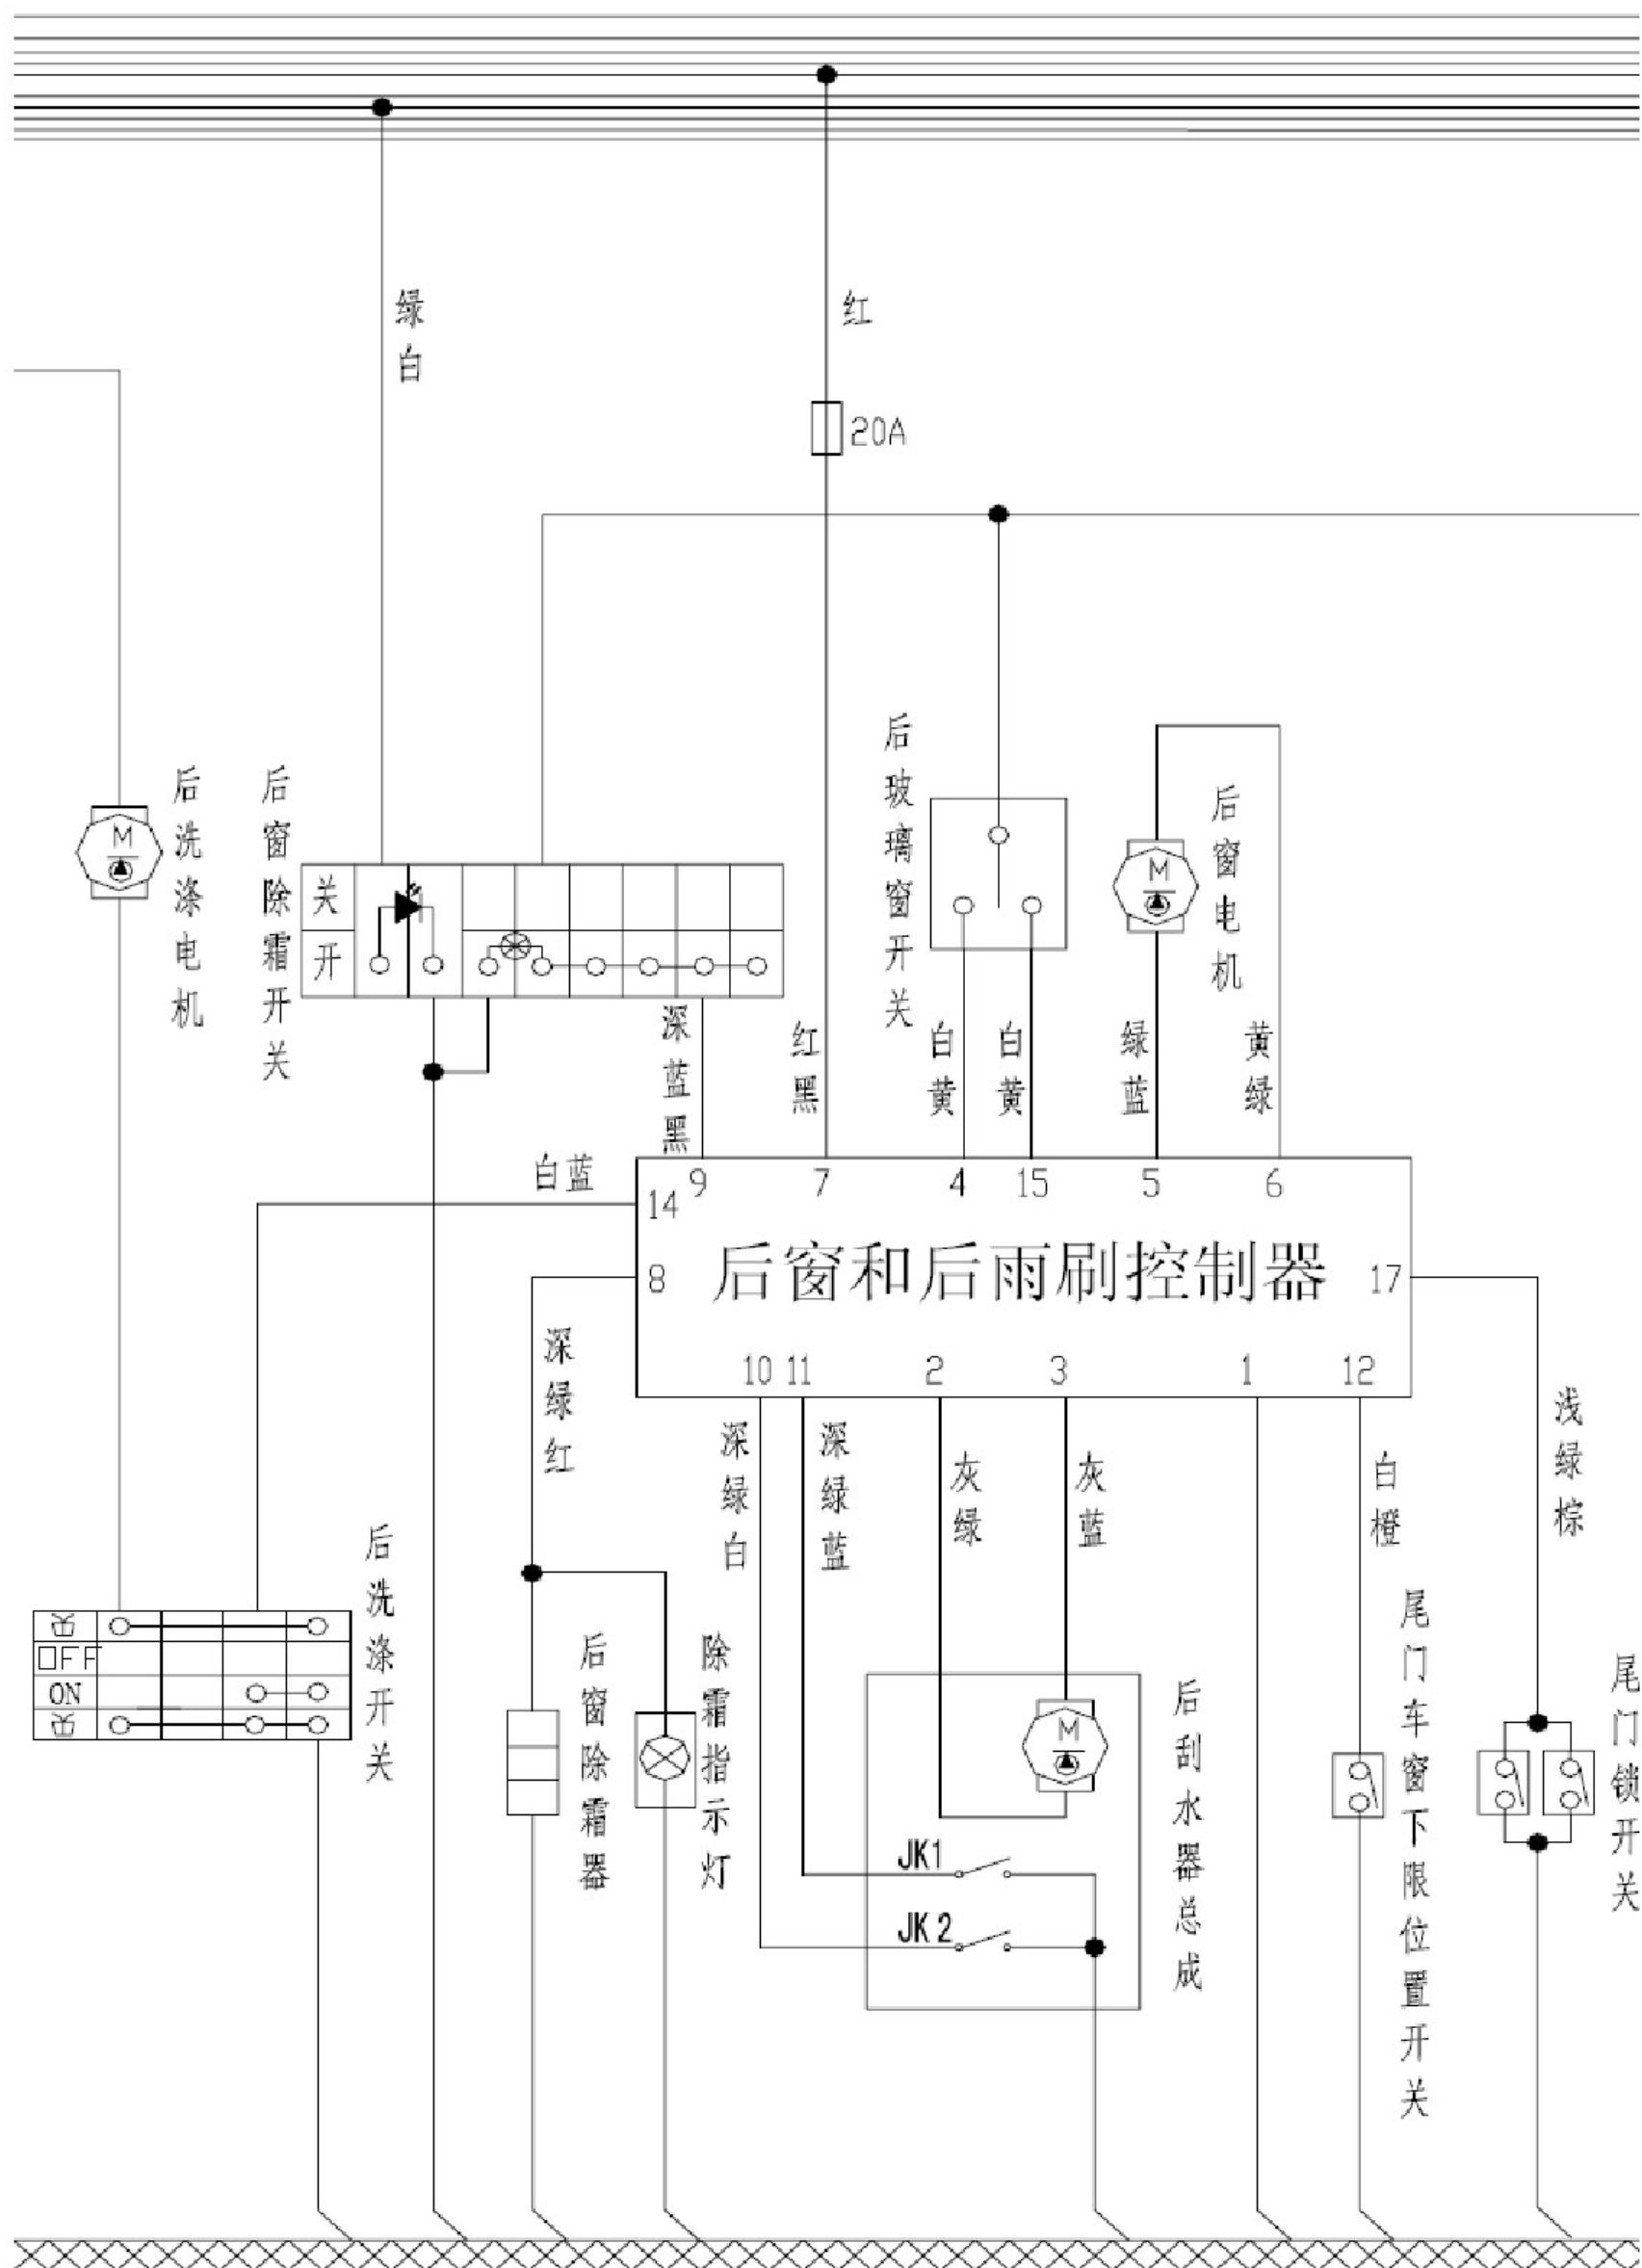 绿白
红
20A
后洗涤电机
后窗除霜开关
关
开
M
后玻璃窗开关
后窗电机
M
深蓝黑
红黑
白黄
白黄
绿蓝
黄绿
白蓝
9
7
4
15
5
6
14
后窗和后雨刷控制器
8
17
10
11
2
3
1
12
深绿红
深绿白
深绿蓝
灰绿
灰蓝
白橙
浅绿棕
后洗涤开关
OFF
ON
后窗除霜器
除霜指示灯
M
JK1
JK2
后刮水器总成
尾门车窗下限位置开关
尾门锁开关